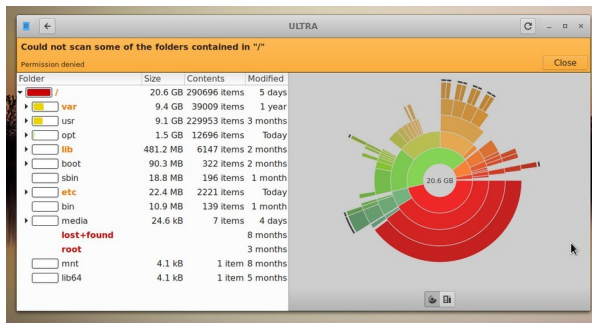 ULTRA
Could not scan some of the folders contained in "/"
Permission denied
Close
Folder Size Contents Modified
/ 20.6 GB 290696 items 5 days
var 9.4 GB 39009 items 1 year
usr 9.1 GB 229953 items 3 months
opt 1.5 GB 12696 items Today
lib 481.2 MB 6147 items 2 months
boot 90.3 MB 322 items 2 months
sbin 18.8 MB 196 items 1 month
etc 22.4 MB 2221 items Today
bin 10.9 MB 139 items 1 month
media 24.6 kB 7 items 4 days
lost+found 8 months
root 3 months
mnt 4.1 kB 1 item 8 months
lib64 4.1 kB 1 item 5 months
20.6 GB